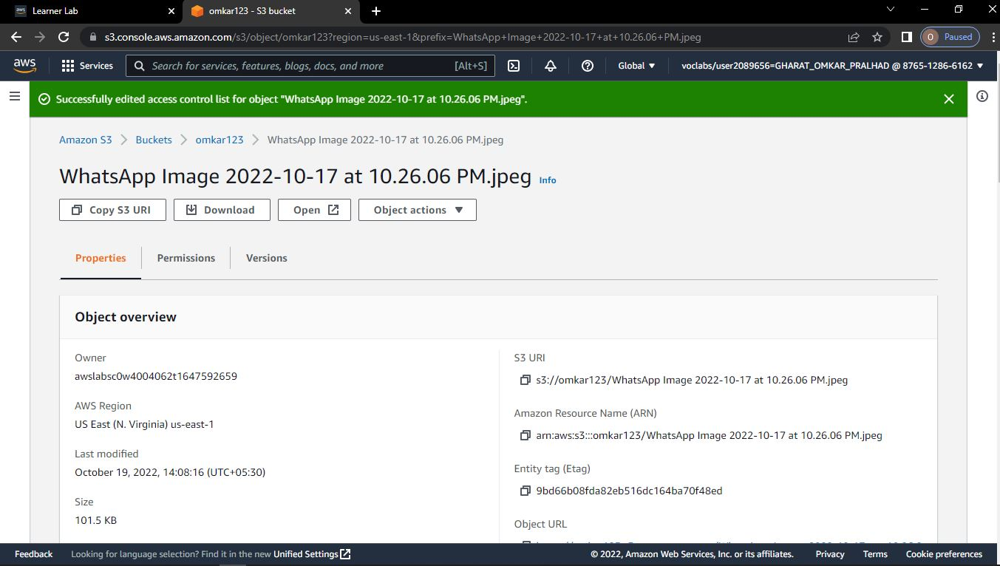 Learner Lab
omkar123 - S3 bucket
s3.console.aws.amazon.com/s3/object/omkar123?region=us-east-1&prefix=WhatsApp+Image+2022-10-17+at+10.26.06+PM.jpeg
O Paused
aws Services Search for services, features, blogs, docs, and more [Alt+S] Global voclabs/user2089656=GHARAT_OMKAR_PRALHAD @ 8765-1286-6162
Successfully edited access control list for object "WhatsApp Image 2022-10-17 at 10.26.06 PM.jpeg".
Amazon S3 > Buckets > omkar123 > WhatsApp Image 2022-10-17 at 10.26.06 PM.jpeg
WhatsApp Image 2022-10-17 at 10.26.06 PM.jpeg Info
Copy S3 URI Download Open Object actions
Properties Permissions Versions
Object overview
Owner
awslabsc0w4004062t1647592659
AWS Region
US East (N. Virginia) us-east-1
Last modified
October 19, 2022, 14:08:16 (UTC+05:30)
Size
101.5 KB
S3 URI
s3://omkar123/WhatsApp Image 2022-10-17 at 10.26.06 PM.jpeg
Amazon Resource Name (ARN)
arn:aws:s3:::omkar123/WhatsApp Image 2022-10-17 at 10.26.06 PM.jpeg
Entity tag (Etag)
9bd66b08fda82eb516dc164ba70f48ed
Object URL
Feedback Looking for language selection? Find it in the new Unified Settings © 2022, Amazon Web Services, Inc. or its affiliates. Privacy Terms Cookie preferences